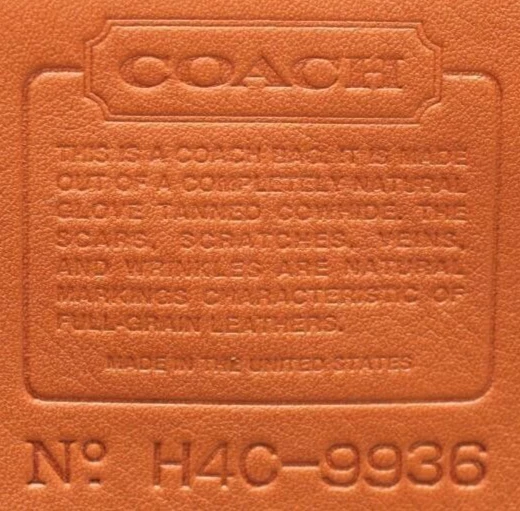 COACH
THIS IS A COACH BAG. IT IS MADE
OUT OF A COMPLETELY NATURAL
GLOVE TANNED COWHIDE. THE
SCARS, SCRATCHES, VEINS,
AND WRINKLES ARE NATURAL
MARKINGS CHARACTERISTIC OF
FULL-GRAIN LEATHERS.
MADE IN THE UNITED STATES
Nº H4C-9936